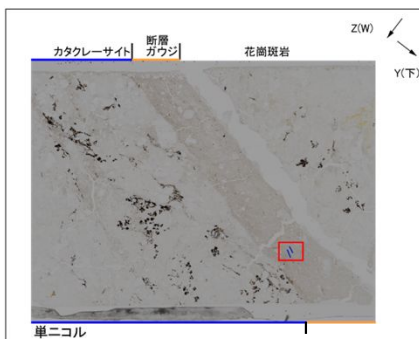 Z(W)
Y(下)
カタクレーサイト
断層
ガウジ
花崗斑岩
単ニコル